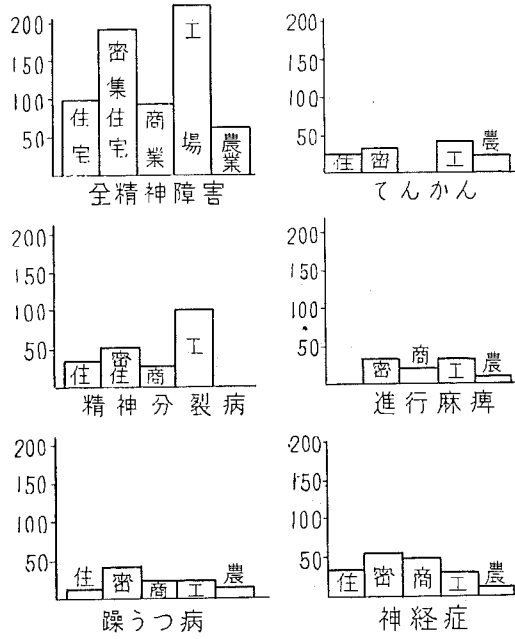 200
150
100
50
住宅
密集住宅
商業
工場
農業
全精神障害
200
150
100
50
住
密
工
農
てんかん
200
150
100
50
住
密住
商
工
精神分裂病
200
150
100
50
密
商
工
農
進行麻痺
200
150
100
50
住
密
商
工
農
躁うつ病
200
150
100
50
住
密
商
工
農
神経症